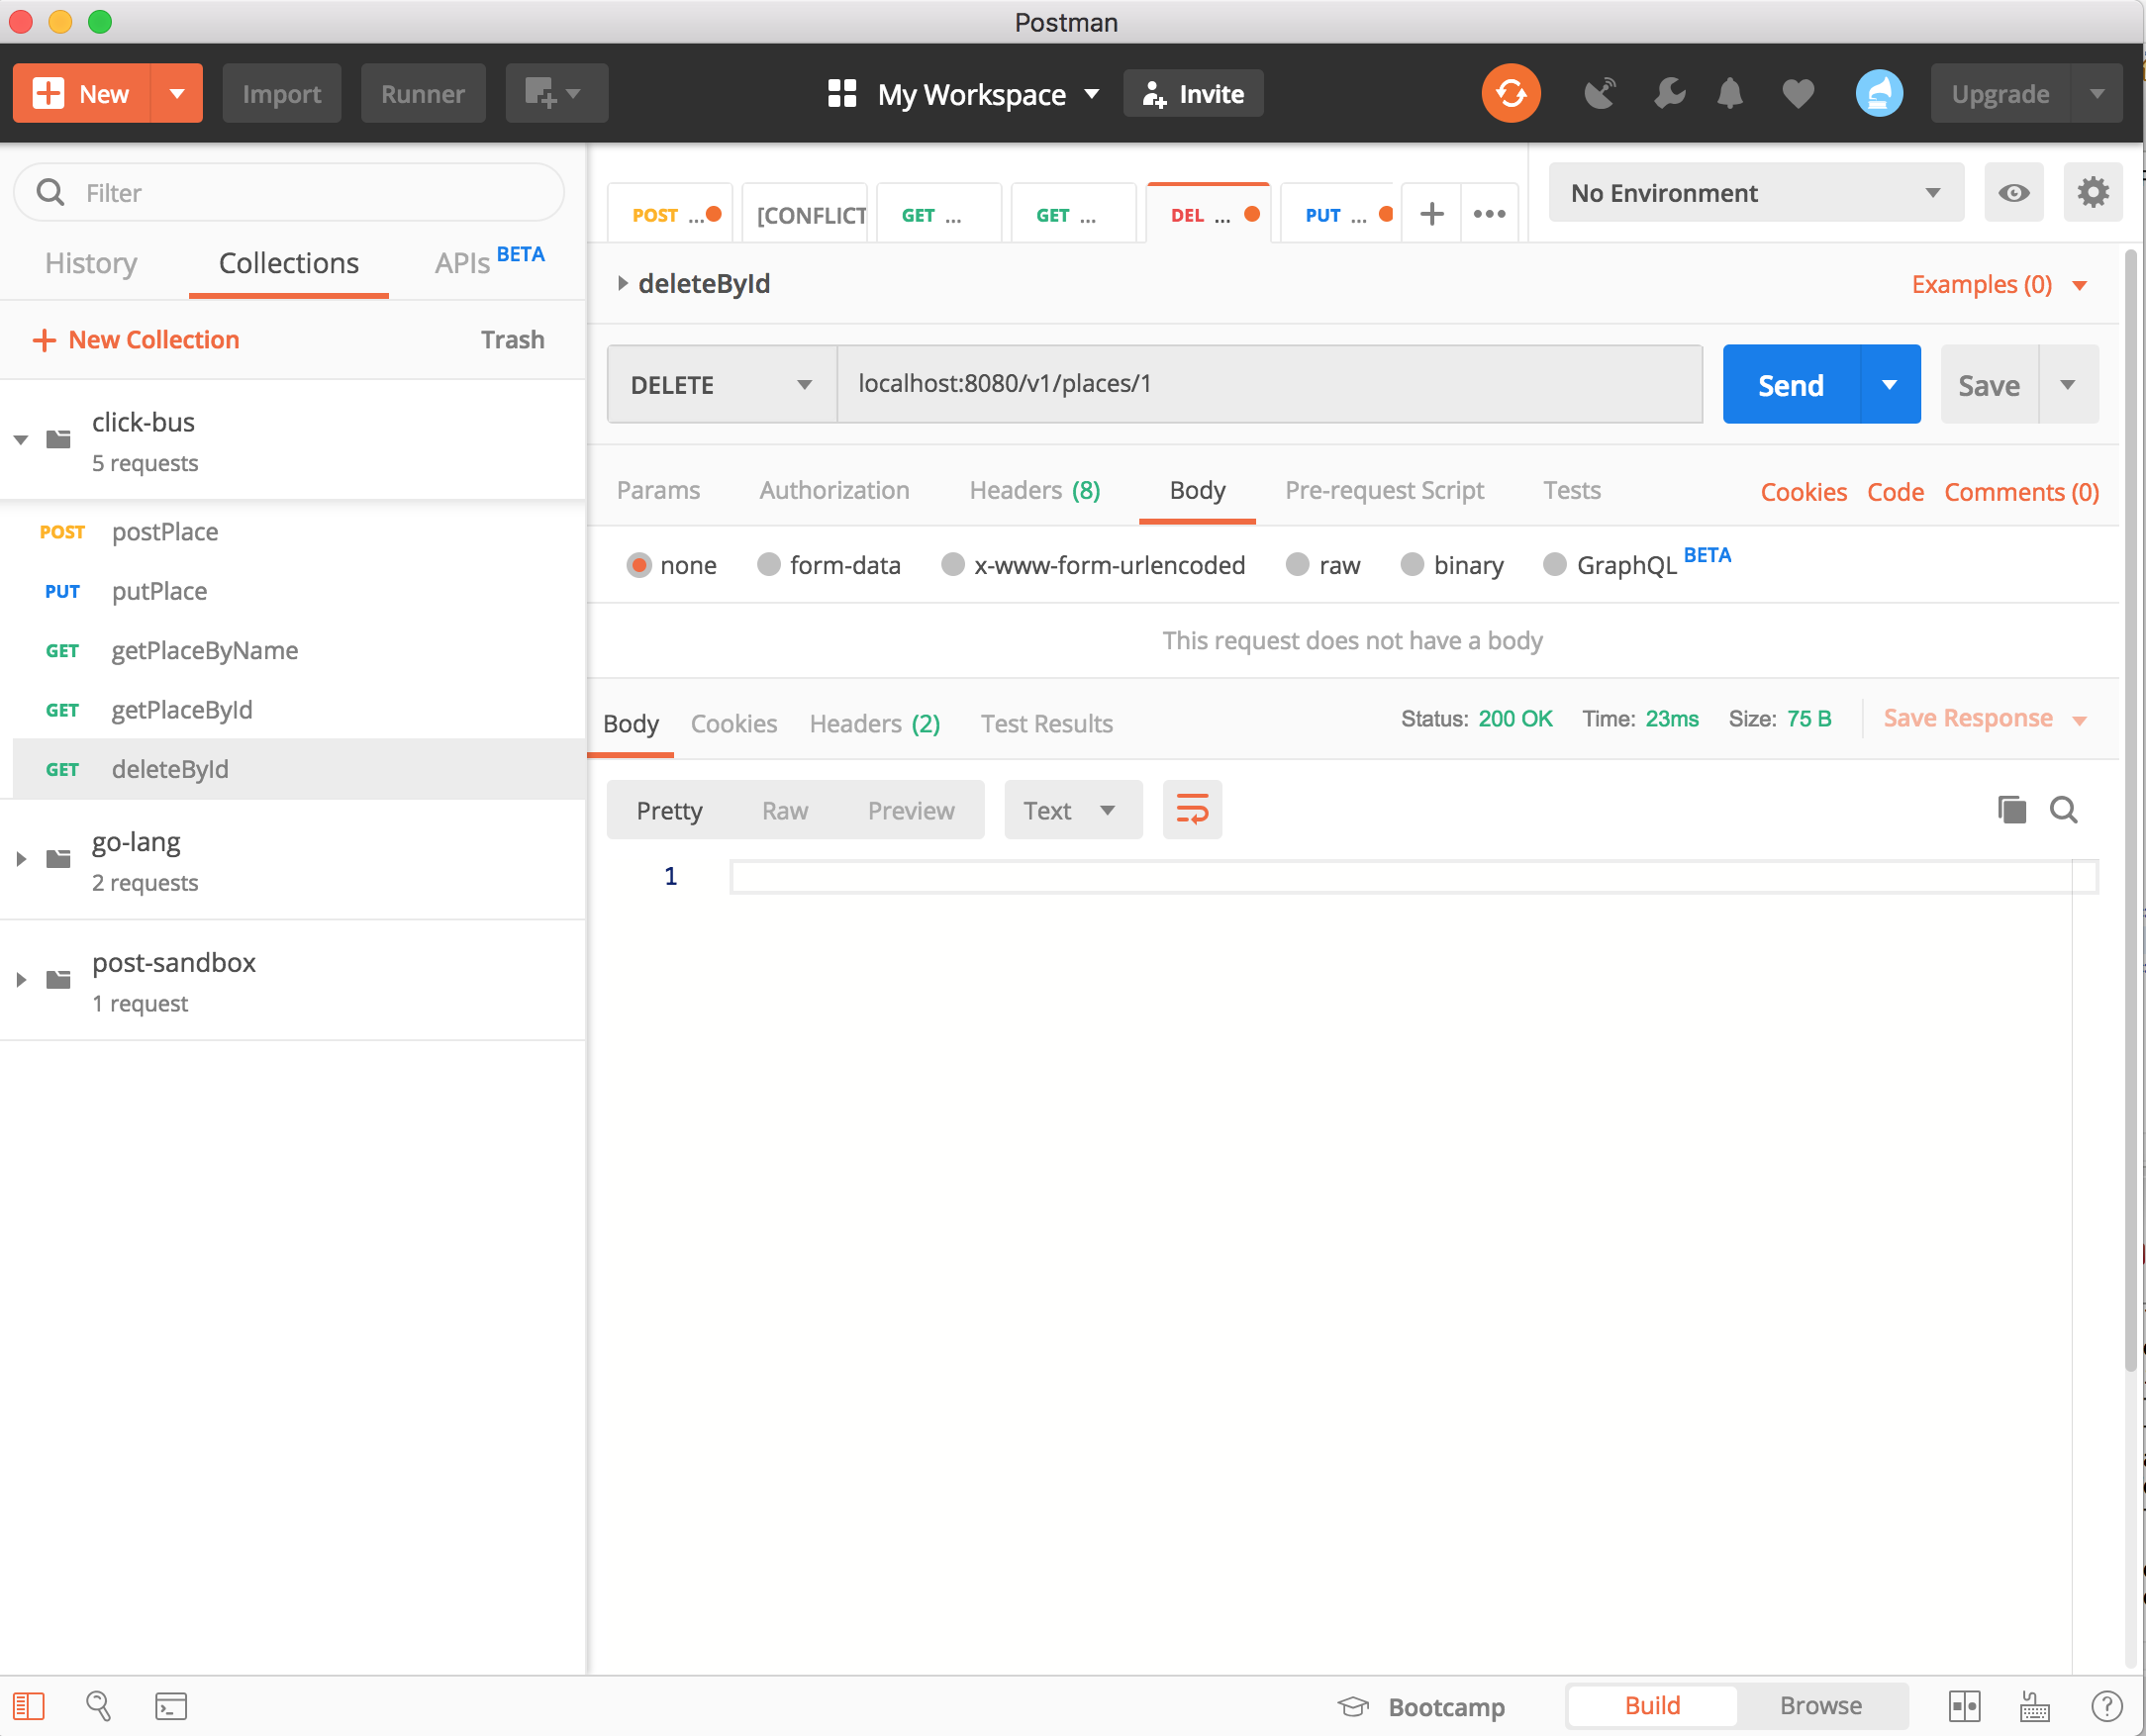 Postman
New
Import
Runner
My Workspace
Invite
Upgrade
Filter
History
Collections
APIs BETA
New Collection
Trash
click-bus
5 requests
POST postPlace
PUT putPlace
GET getPlaceByName
GET getPlaceById
GET deleteById
go-lang
2 requests
post-sandbox
1 request
POST ...
[CONFLICT
GET ...
GET ...
DEL ...
PUT ...
No Environment
deleteById
Examples (0)
DELETE
localhost:8080/v1/places/1
Send
Save
Params
Authorization
Headers (8)
Body
Pre-request Script
Tests
Cookies
Code
Comments (0)
none
form-data
x-www-form-urlencoded
raw
binary
GraphQL BETA
This request does not have a body
Body
Cookies
Headers (2)
Test Results
Status: 200 OK
Time: 23ms
Size: 75 B
Save Response
Pretty
Raw
Preview
Text
1
Bootcamp
Build
Browse